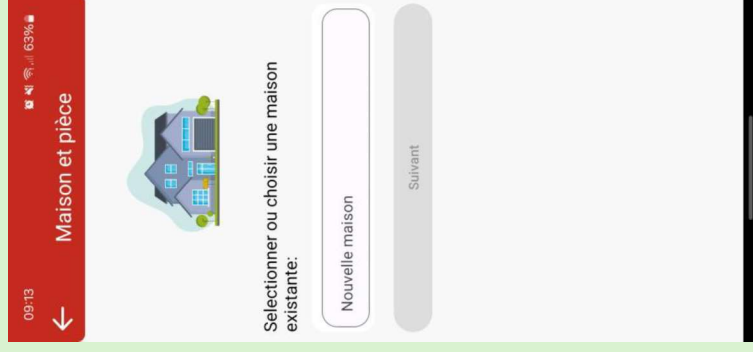 09:13
63%
Maison et pièce
Selectionner ou choisir une maison
existante:
Nouvelle maison
Suivant